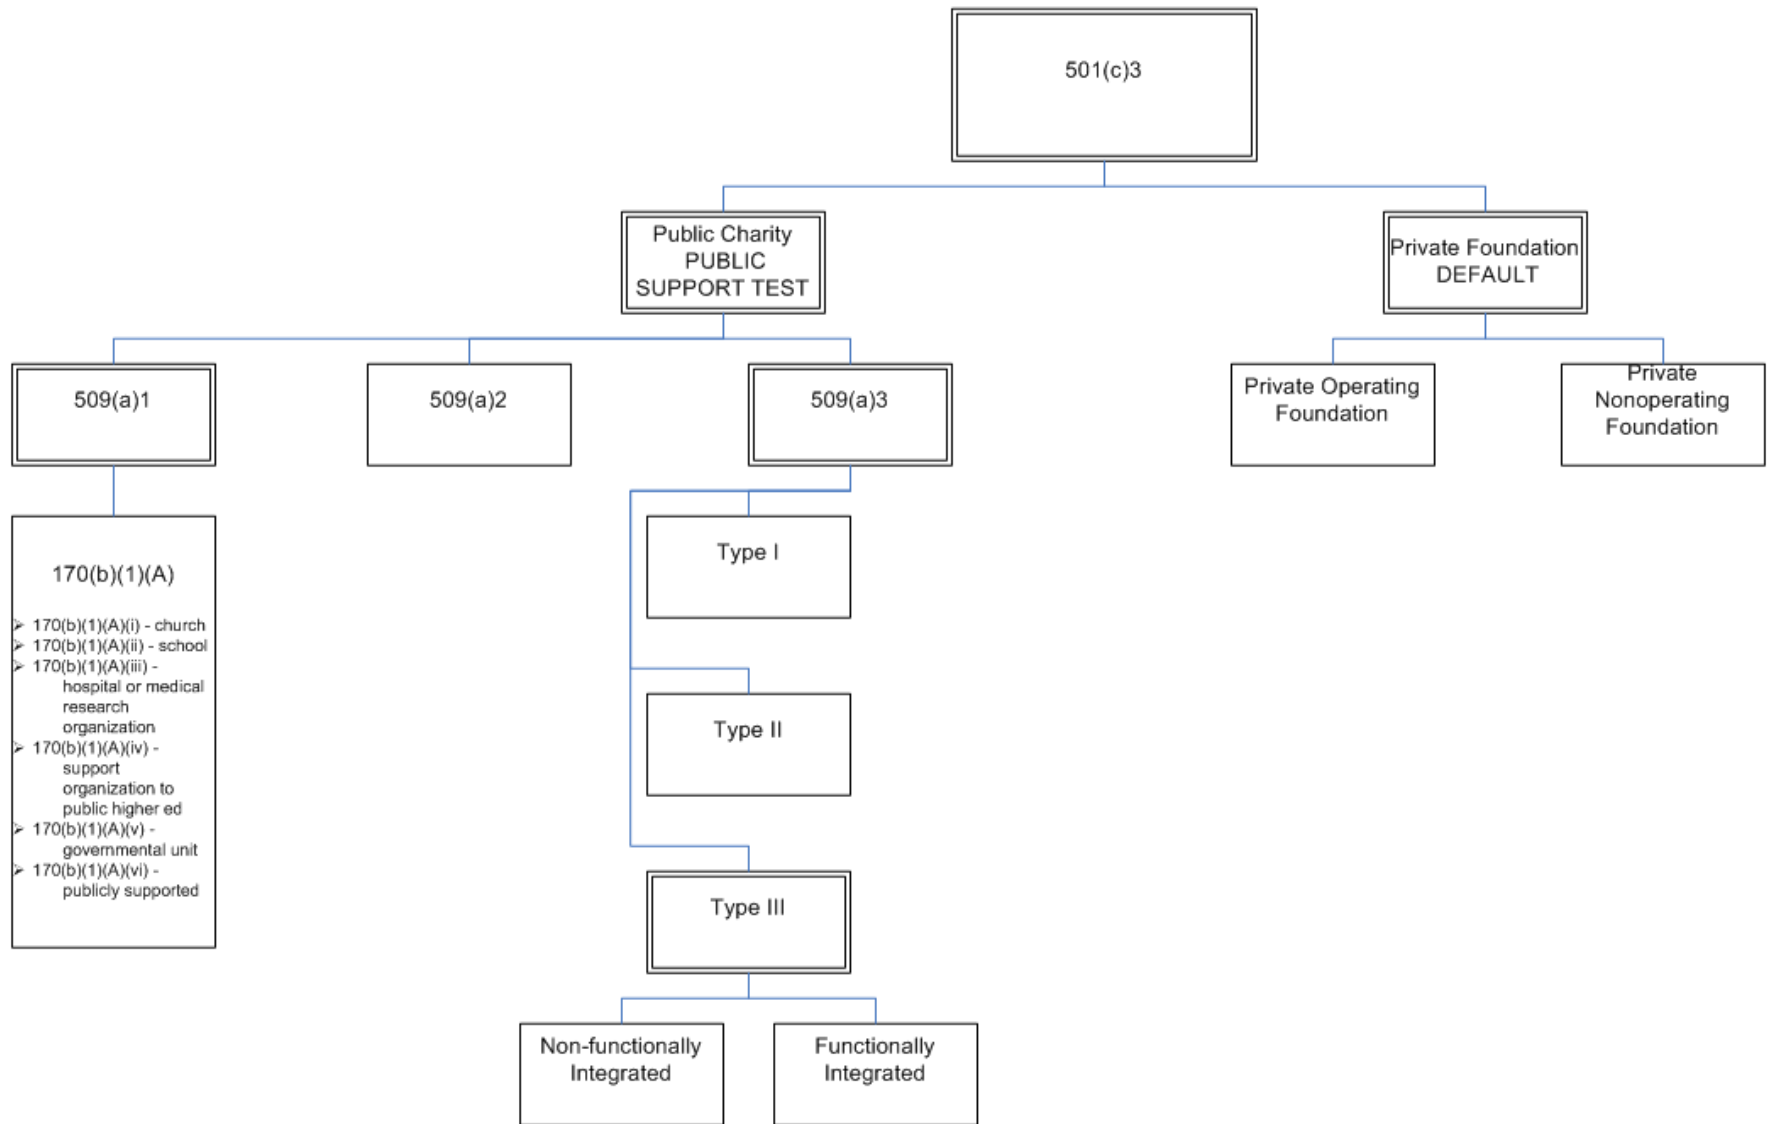 501(c)3
Public Charity
PUBLIC
SUPPORT TEST
Private Foundation
DEFAULT
509(a)1
509(a)2
509(a)3
Private Operating
Foundation
Private
Nonoperating
Foundation
170(b)(1)(A)
➢ 170(b)(1)(A)(i) - church
➢ 170(b)(1)(A)(ii) - school
➢ 170(b)(1)(A)(iii) -
hospital or medical
research
organization
➢ 170(b)(1)(A)(iv) -
support
organization to
public higher ed
➢ 170(b)(1)(A)(v) -
governmental unit
➢ 170(b)(1)(A)(vi) -
publicly supported
Type I
Type II
Type III
Non-functionally
Integrated
Functionally
Integrated